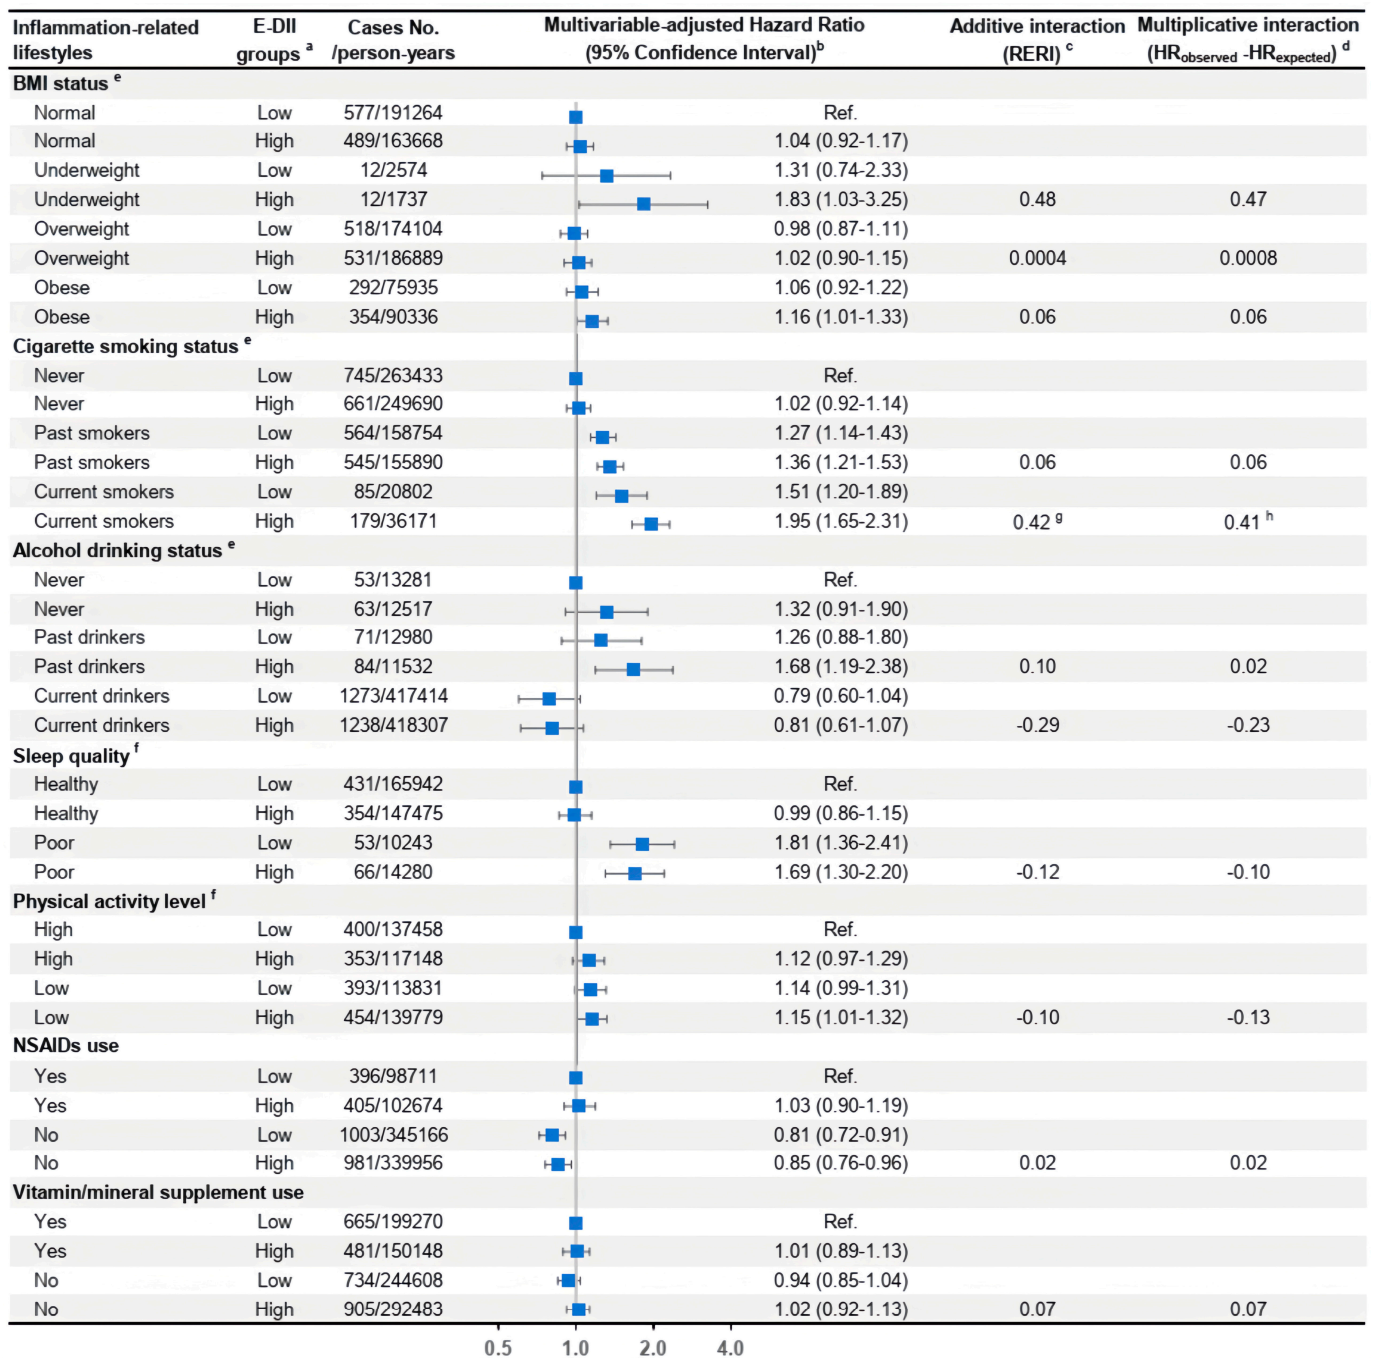 Inflammation-related lifestyles E-DII groups a Cases No. /person-years Multivariable-adjusted Hazard Ratio (95% Confidence Interval)b Additive interaction (RERI) c Multiplicative interaction (HRobserved -HRexpected) d
BMI status e
Normal Low 577/191264 Ref.
Normal High 489/163668 1.04 (0.92-1.17)
Underweight Low 12/2574 1.31 (0.74-2.33)
Underweight High 12/1737 1.83 (1.03-3.25) 0.48 0.47
Overweight Low 518/174104 0.98 (0.87-1.11)
Overweight High 531/186889 1.02 (0.90-1.15) 0.0004 0.0008
Obese Low 292/75935 1.06 (0.92-1.22)
Obese High 354/90336 1.16 (1.01-1.33) 0.06 0.06
Cigarette smoking status e
Never Low 745/263433 Ref.
Never High 661/249690 1.02 (0.92-1.14)
Past smokers Low 564/158754 1.27 (1.14-1.43)
Past smokers High 545/155890 1.36 (1.21-1.53) 0.06 0.06
Current smokers Low 85/20802 1.51 (1.20-1.89)
Current smokers High 179/36171 1.95 (1.65-2.31) 0.42 g 0.41 h
Alcohol drinking status e
Never Low 53/13281 Ref.
Never High 63/12517 1.32 (0.91-1.90)
Past drinkers Low 71/12980 1.26 (0.88-1.80)
Past drinkers High 84/11532 1.68 (1.19-2.38) 0.10 0.02
Current drinkers Low 1273/417414 0.79 (0.60-1.04)
Current drinkers High 1238/418307 0.81 (0.61-1.07) -0.29 -0.23
Sleep quality f
Healthy Low 431/165942 Ref.
Healthy High 354/147475 0.99 (0.86-1.15)
Poor Low 53/10243 1.81 (1.36-2.41)
Poor High 66/14280 1.69 (1.30-2.20) -0.12 -0.10
Physical activity level f
High Low 400/137458 Ref.
High High 353/117148 1.12 (0.97-1.29)
Low Low 393/113831 1.14 (0.99-1.31)
Low High 454/139779 1.15 (1.01-1.32) -0.10 -0.13
NSAIDs use
Yes Low 396/98711 Ref.
Yes High 405/102674 1.03 (0.90-1.19)
No Low 1003/345166 0.81 (0.72-0.91)
No High 981/339956 0.85 (0.76-0.96) 0.02 0.02
Vitamin/mineral supplement use
Yes Low 665/199270 Ref.
Yes High 481/150148 1.01 (0.89-1.13)
No Low 734/244608 0.94 (0.85-1.04)
No High 905/292483 1.02 (0.92-1.13) 0.07 0.07
0.5 1.0 2.0 4.0